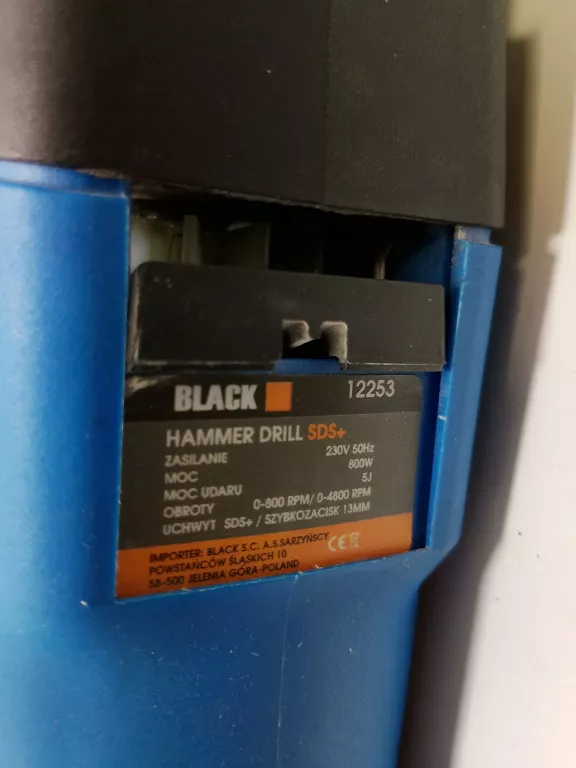 BLACK 12253
HAMMER DRILL SDS+
ZASILANIE 230V 50Hz
MOC 800W
MOC UDARU 5J
OBROTY 0-800 RPM/ 0-4800 RPM
UCHWYT SDS+ / SZYBKOZACISK 13MM
IMPORTER: BLACK S.C. A.S.SARZYŃSCY CE
POWSTAŃCÓW ŚLĄSKICH 10
58-500 JELENIA GÓRA-POLAND